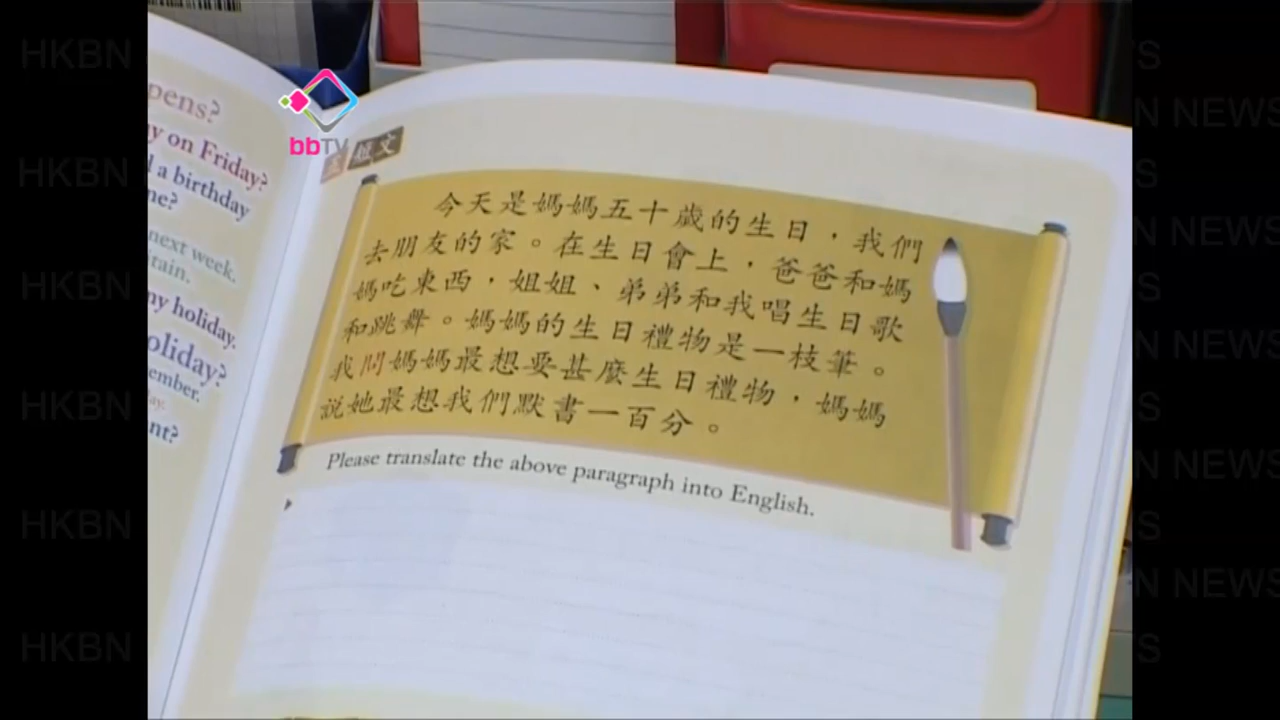 HKBN
HKBN
HKBN
HKBN
HKBN
HKBN
bbTV
短文
pens?
y on Friday?
a birthday
next week.
holiday.
oliday?
今天是媽媽五十歲的生日，我們
去朋友的家。在生日會上，爸爸和媽
媽吃東西，姐姐、弟弟和我唱生日歌
和跳舞。媽媽的生日禮物是一枝筆。
我問媽媽最想要甚麼生日禮物，媽媽
說她最想我們默書一百分。
Please translate the above paragraph into English.
N NEWS
N NEWS
N NEWS
N NEWS
N NEWS